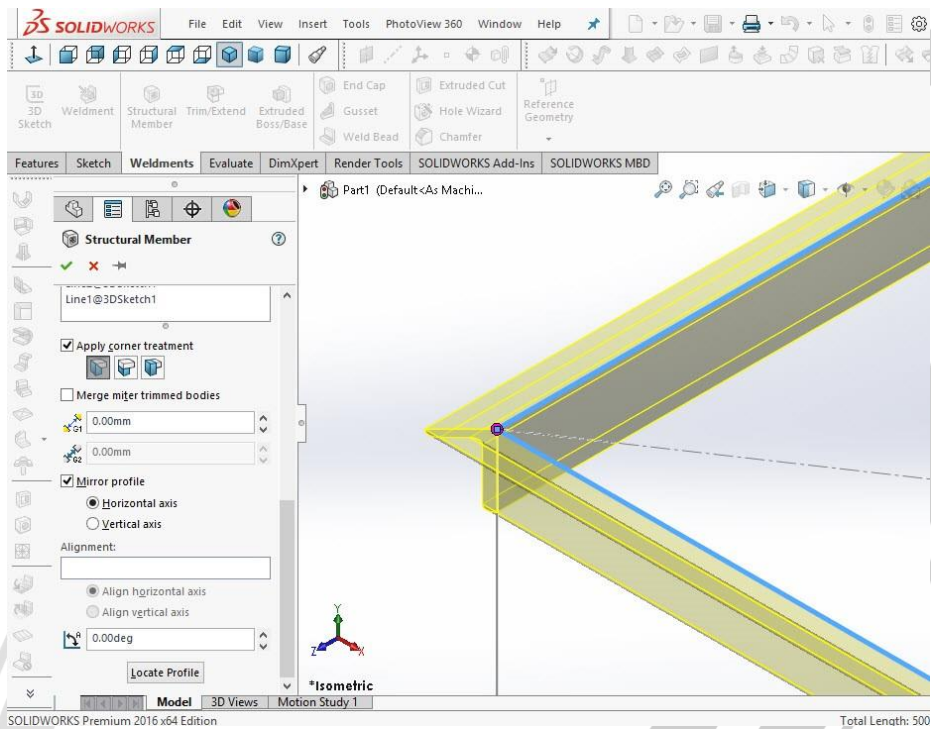 SOLIDWORKS File Edit View Insert Tools PhotoView 360 Window Help
3D
3D Sketch
Weldment
Structural Member
Trim/Extend
Extruded Boss/Base
End Cap
Gusset
Weld Bead
Extruded Cut
Hole Wizard
Chamfer
Reference Geometry
Features Sketch Weldments Evaluate DimXpert Render Tools SOLIDWORKS Add-Ins SOLIDWORKS MBD
Part1 (Default<As Machi...
Structural Member
Line1@3DSketch1
Apply corner treatment
Merge miter trimmed bodies
G1 0.00mm
G2 0.00mm
Mirror profile
Horizontal axis
Vertical axis
Alignment:
Align horizontal axis
Align vertical axis
0.00deg
Locate Profile
Y
Z X
*Isometric
Model 3D Views Motion Study 1
SOLIDWORKS Premium 2016 x64 Edition Total Length: 500